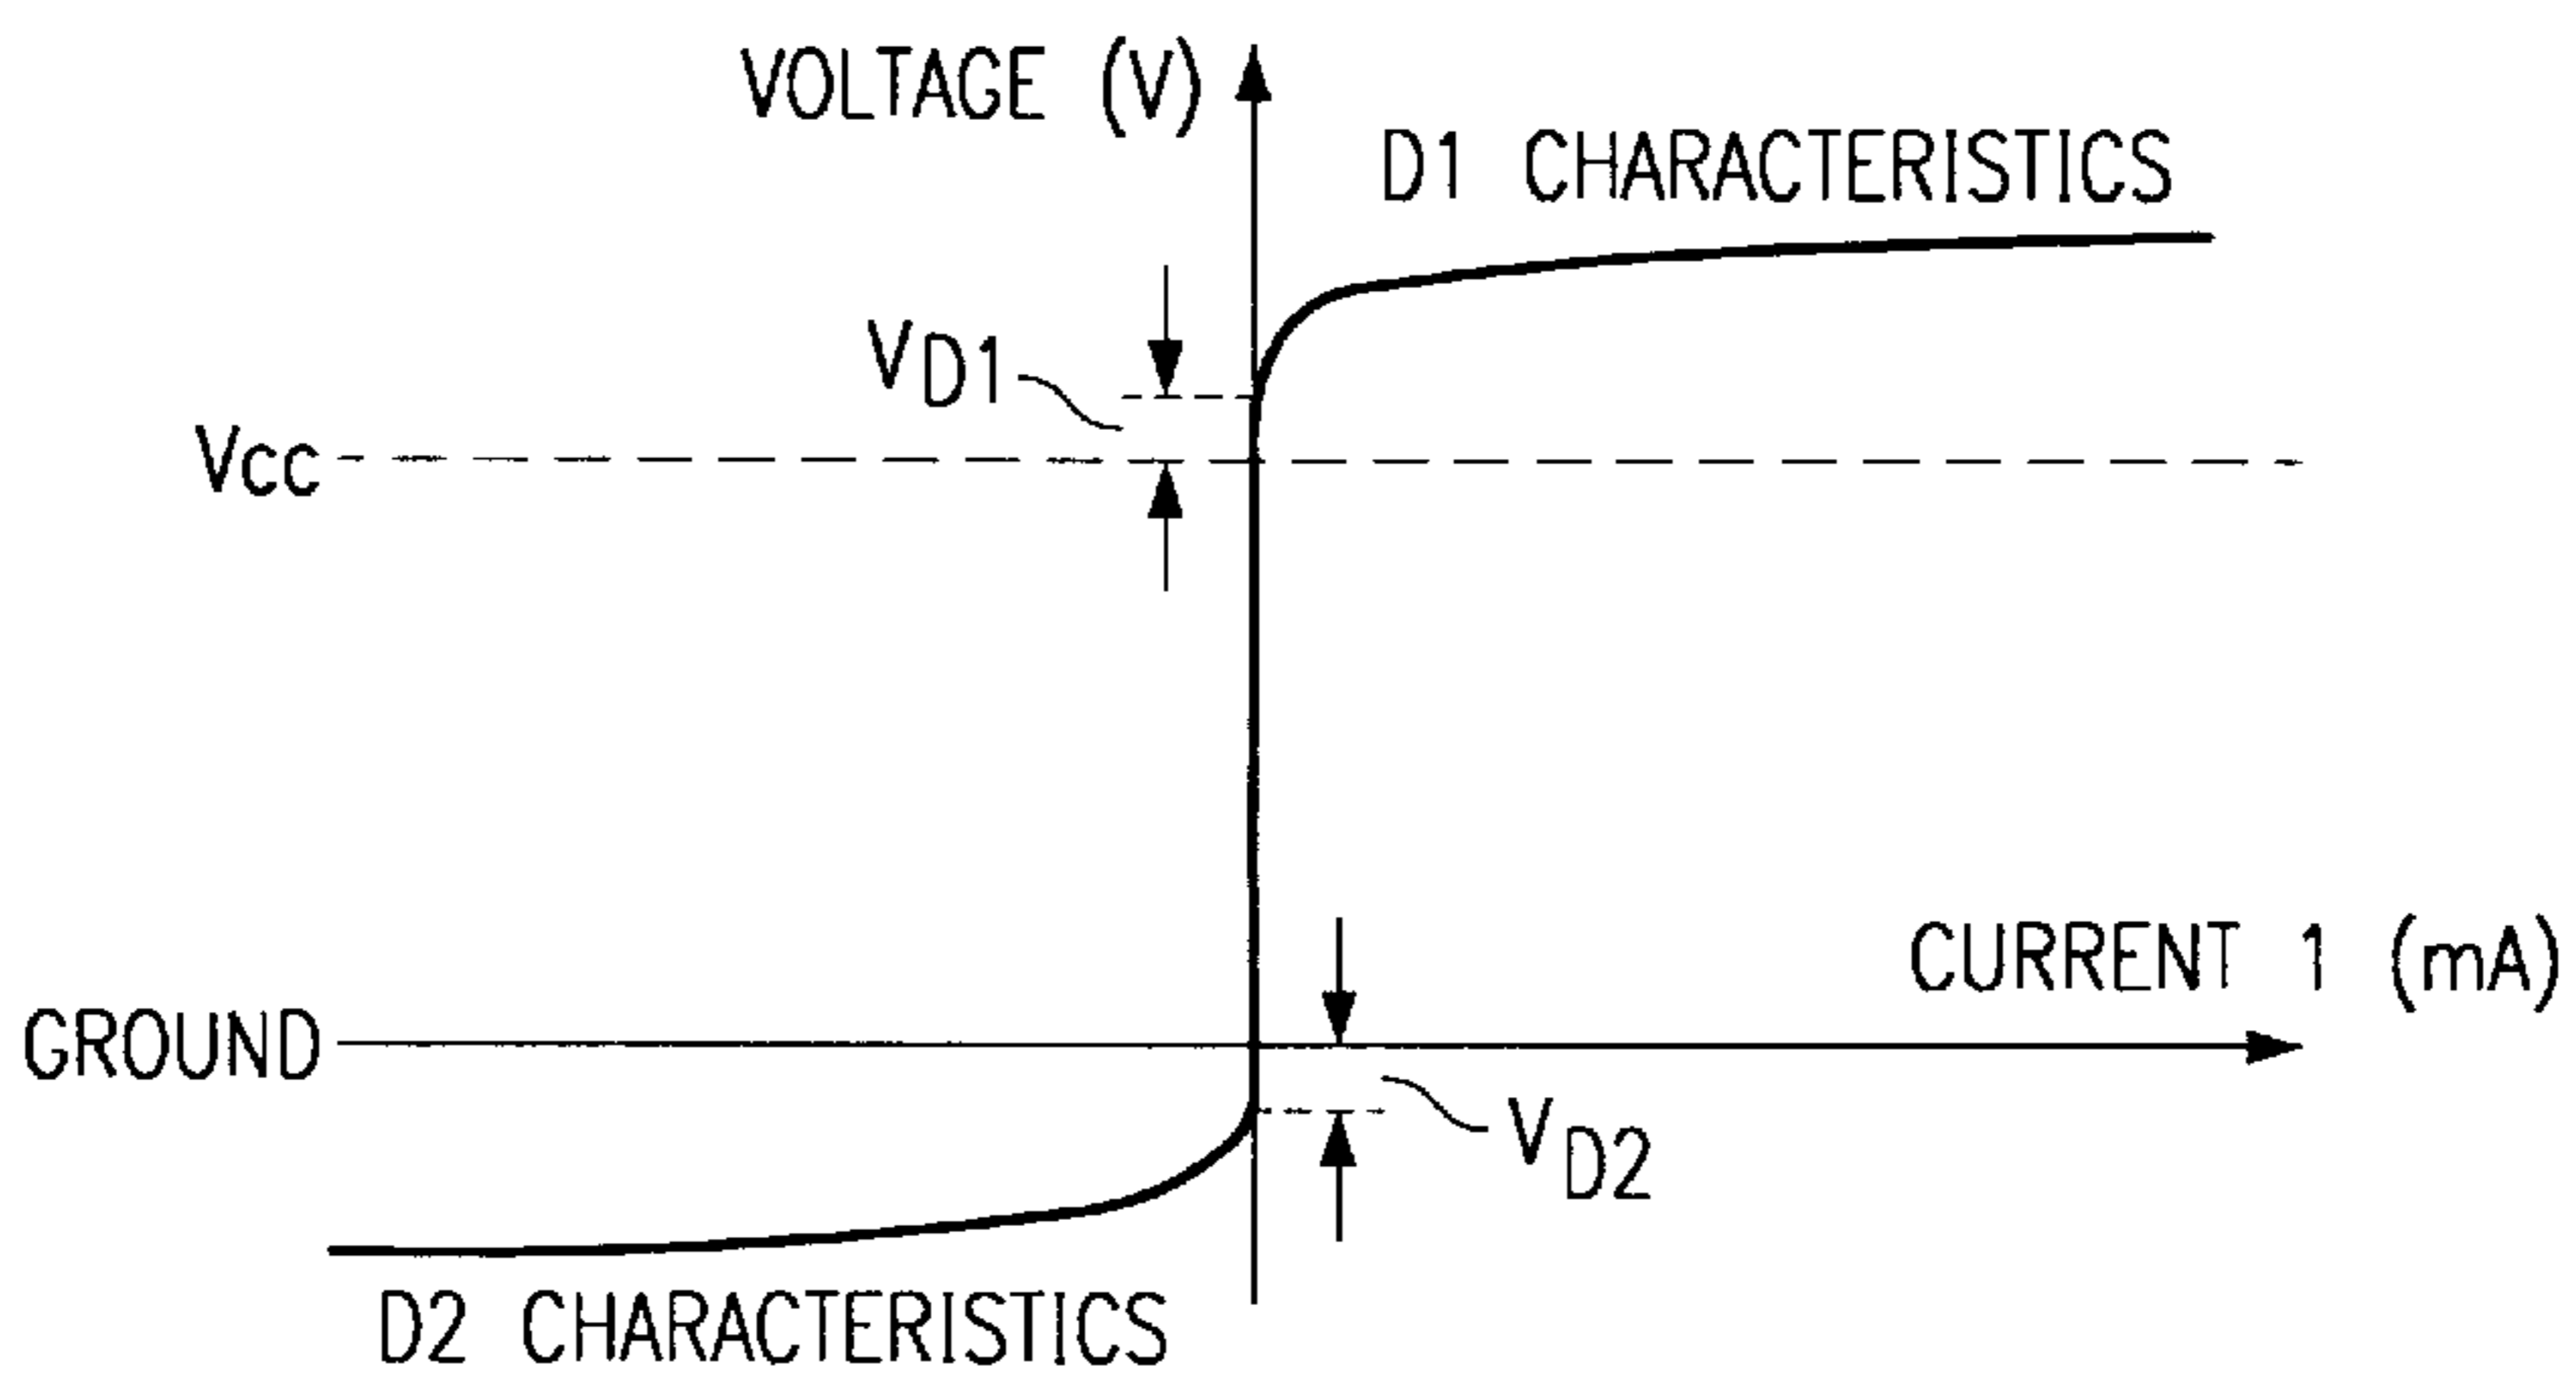 VOLTAGE (V)
D1 CHARACTERISTICS
VD1
Vcc
CURRENT 1 (mA)
GROUND
VD2
D2 CHARACTERISTICS